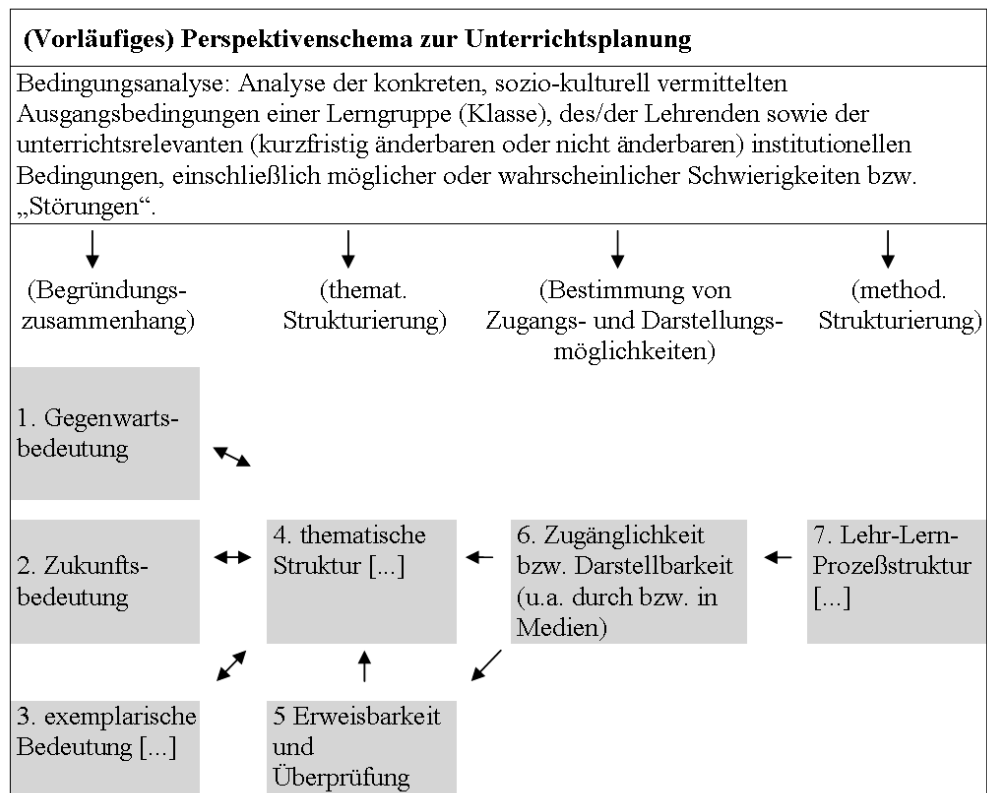 (Vorläufiges) Perspektivenschema zur Unterrichtsplanung
Bedingungsanalyse: Analyse der konkreten, sozio-kulturell vermittelten
Ausgangsbedingungen einer Lerngruppe (Klasse), des/der Lehrenden sowie der
unterrichtsrelevanten (kurzfristig änderbaren oder nicht änderbaren) institutionellen
Bedingungen, einschließlich möglicher oder wahrscheinlicher Schwierigkeiten bzw.
„Störungen“.
(Begründungs-
zusammenhang)
(themat.
Strukturierung)
(Bestimmung von
Zugangs- und Darstellungs-
möglichkeiten)
(method.
Strukturierung)
1. Gegenwarts-
bedeutung
2. Zukunfts-
bedeutung
4. thematische
Struktur [...]
6. Zugänglichkeit
bzw. Darstellbarkeit
(u.a. durch bzw. in
Medien)
7. Lehr-Lern-
Prozeßstruktur
[...]
3. exemplarische
Bedeutung [...]
5 Erweisbarkeit
und
Überprüfung